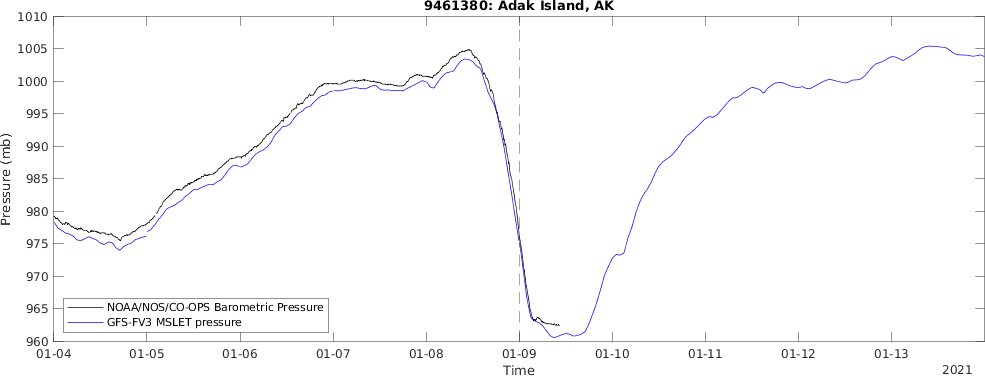 9461380: Adak Island, AK
1010
1005
1000
995
990
985
980
975
970
965
960
Pressure (mb)
NOAA/NOS/CO-OPS Barometric Pressure
GFS-FV3 MSLET pressure
01-04 01-05 01-06 01-07 01-08 01-09 01-10 01-11 01-12 01-13
Time
2021